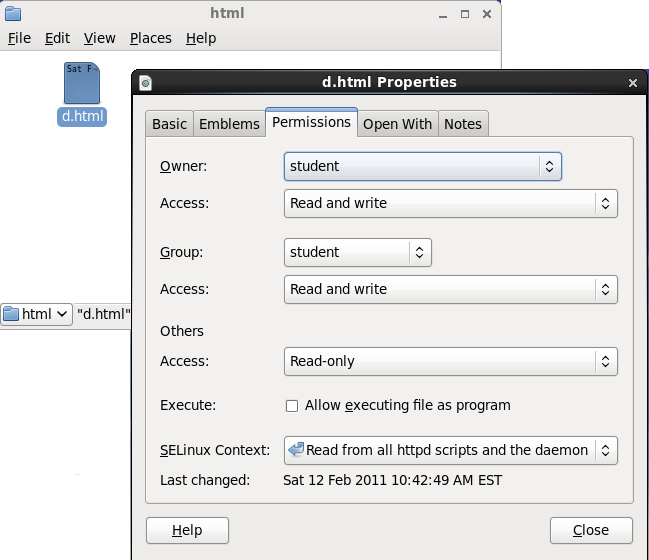 html
File Edit View Places Help
Sat F
d.html
html "d.html"
d.html Properties
Basic Emblems Permissions Open With Notes
Owner: student
Access: Read and write
Group: student
Access: Read and write
Others
Access: Read-only
Execute: Allow executing file as program
SELinux Context: Read from all httpd scripts and the daemon
Last changed: Sat 12 Feb 2011 10:42:49 AM EST
Help Close